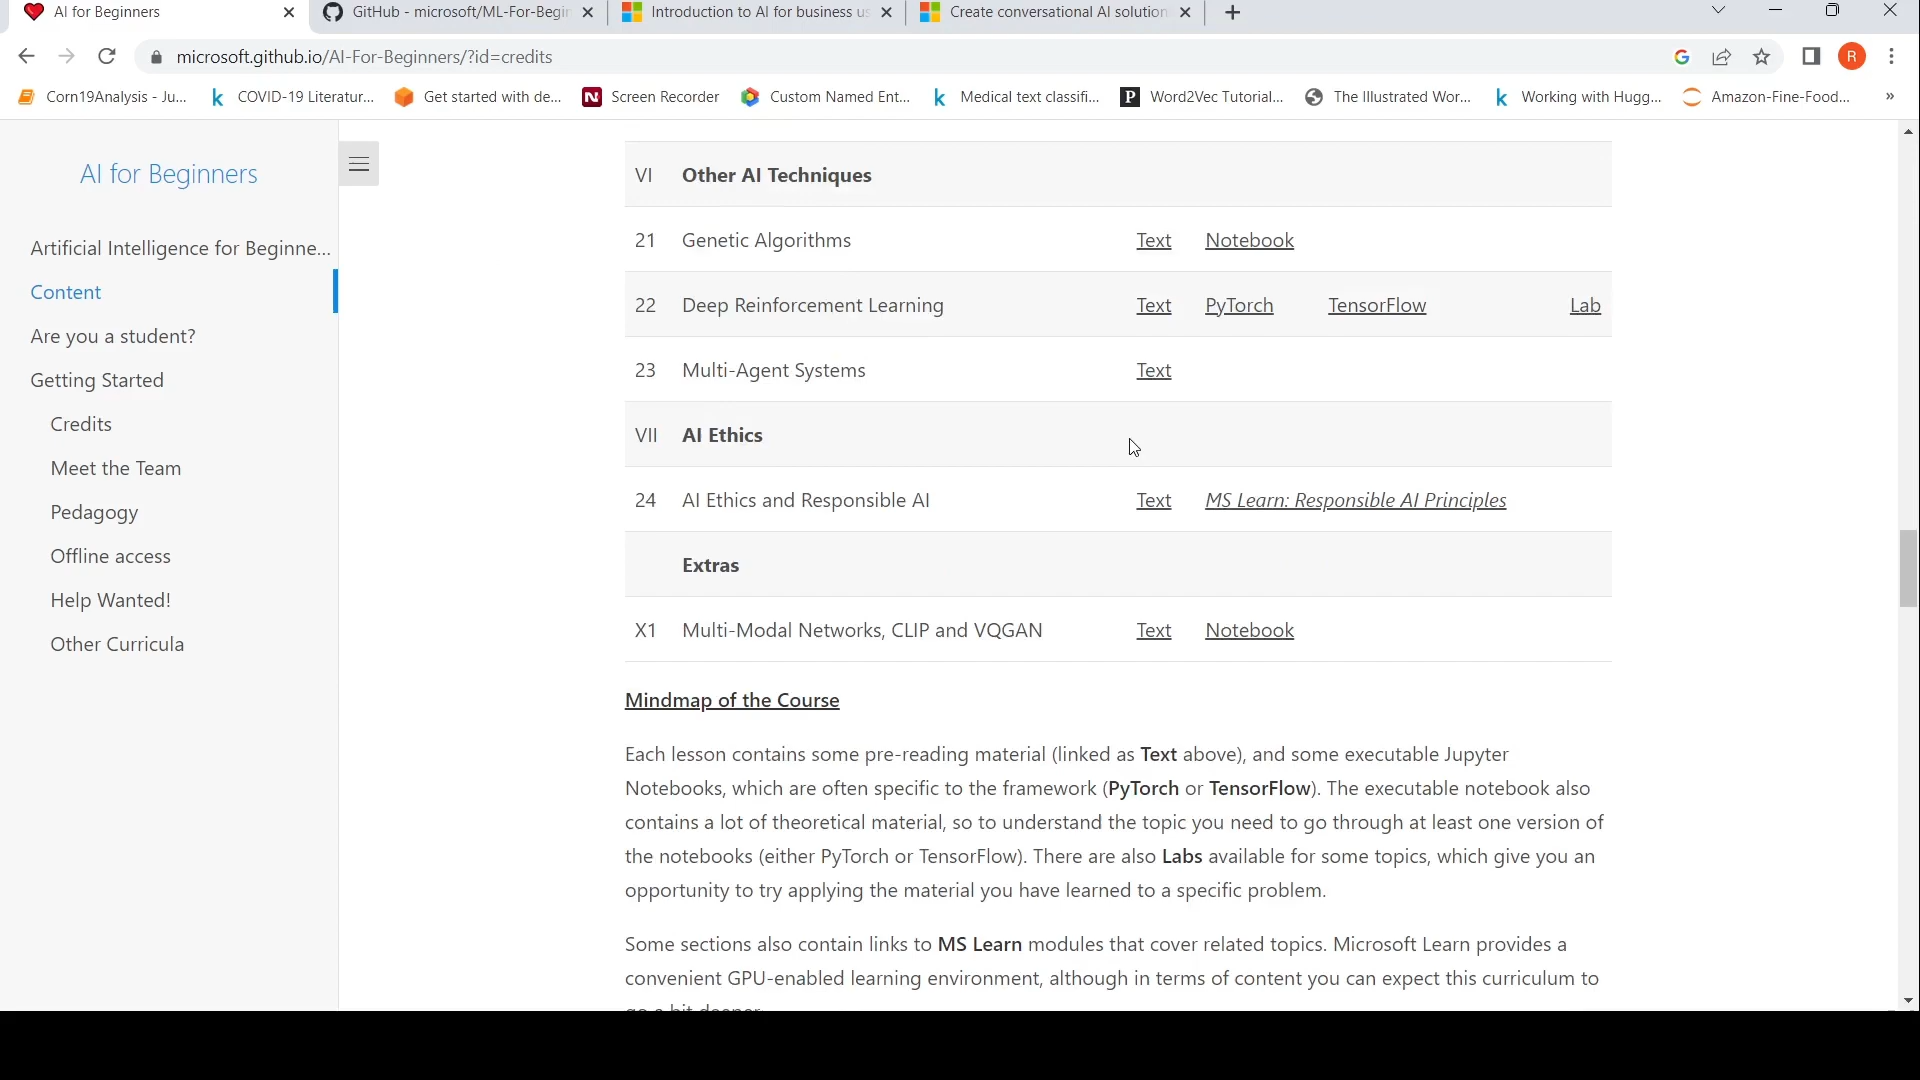 AI for Beginners
GitHub - microsoft/ML-For-Begin
Introduction to AI for business us
Create conversational AI solution
microsoft.github.io/AI-For-Beginners/?id=credits
R
Corn19Analysis - Ju...
COVID-19 Literatur...
Get started with de...
Screen Recorder
Custom Named Ent...
Medical text classifi...
Word2Vec Tutorial...
The Illustrated Wor...
Working with Hugg...
Amazon-Fine-Food...
»
AI for Beginners
Artificial Intelligence for Beginne...
Content
Are you a student?
Getting Started
Credits
Meet the Team
Pedagogy
Offline access
Help Wanted!
Other Curricula
VI Other AI Techniques
21 Genetic Algorithms Text Notebook
22 Deep Reinforcement Learning Text PyTorch TensorFlow Lab
23 Multi-Agent Systems Text
VII AI Ethics
24 AI Ethics and Responsible AI Text MS Learn: Responsible AI Principles
Extras
X1 Multi-Modal Networks, CLIP and VQGAN Text Notebook
Mindmap of the Course
Each lesson contains some pre-reading material (linked as Text above), and some executable Jupyter
Notebooks, which are often specific to the framework (PyTorch or TensorFlow). The executable notebook also
contains a lot of theoretical material, so to understand the topic you need to go through at least one version of
the notebooks (either PyTorch or TensorFlow). There are also Labs available for some topics, which give you an
opportunity to try applying the material you have learned to a specific problem.
Some sections also contain links to MS Learn modules that cover related topics. Microsoft Learn provides a
convenient GPU-enabled learning environment, although in terms of content you can expect this curriculum to
go a bit deeper